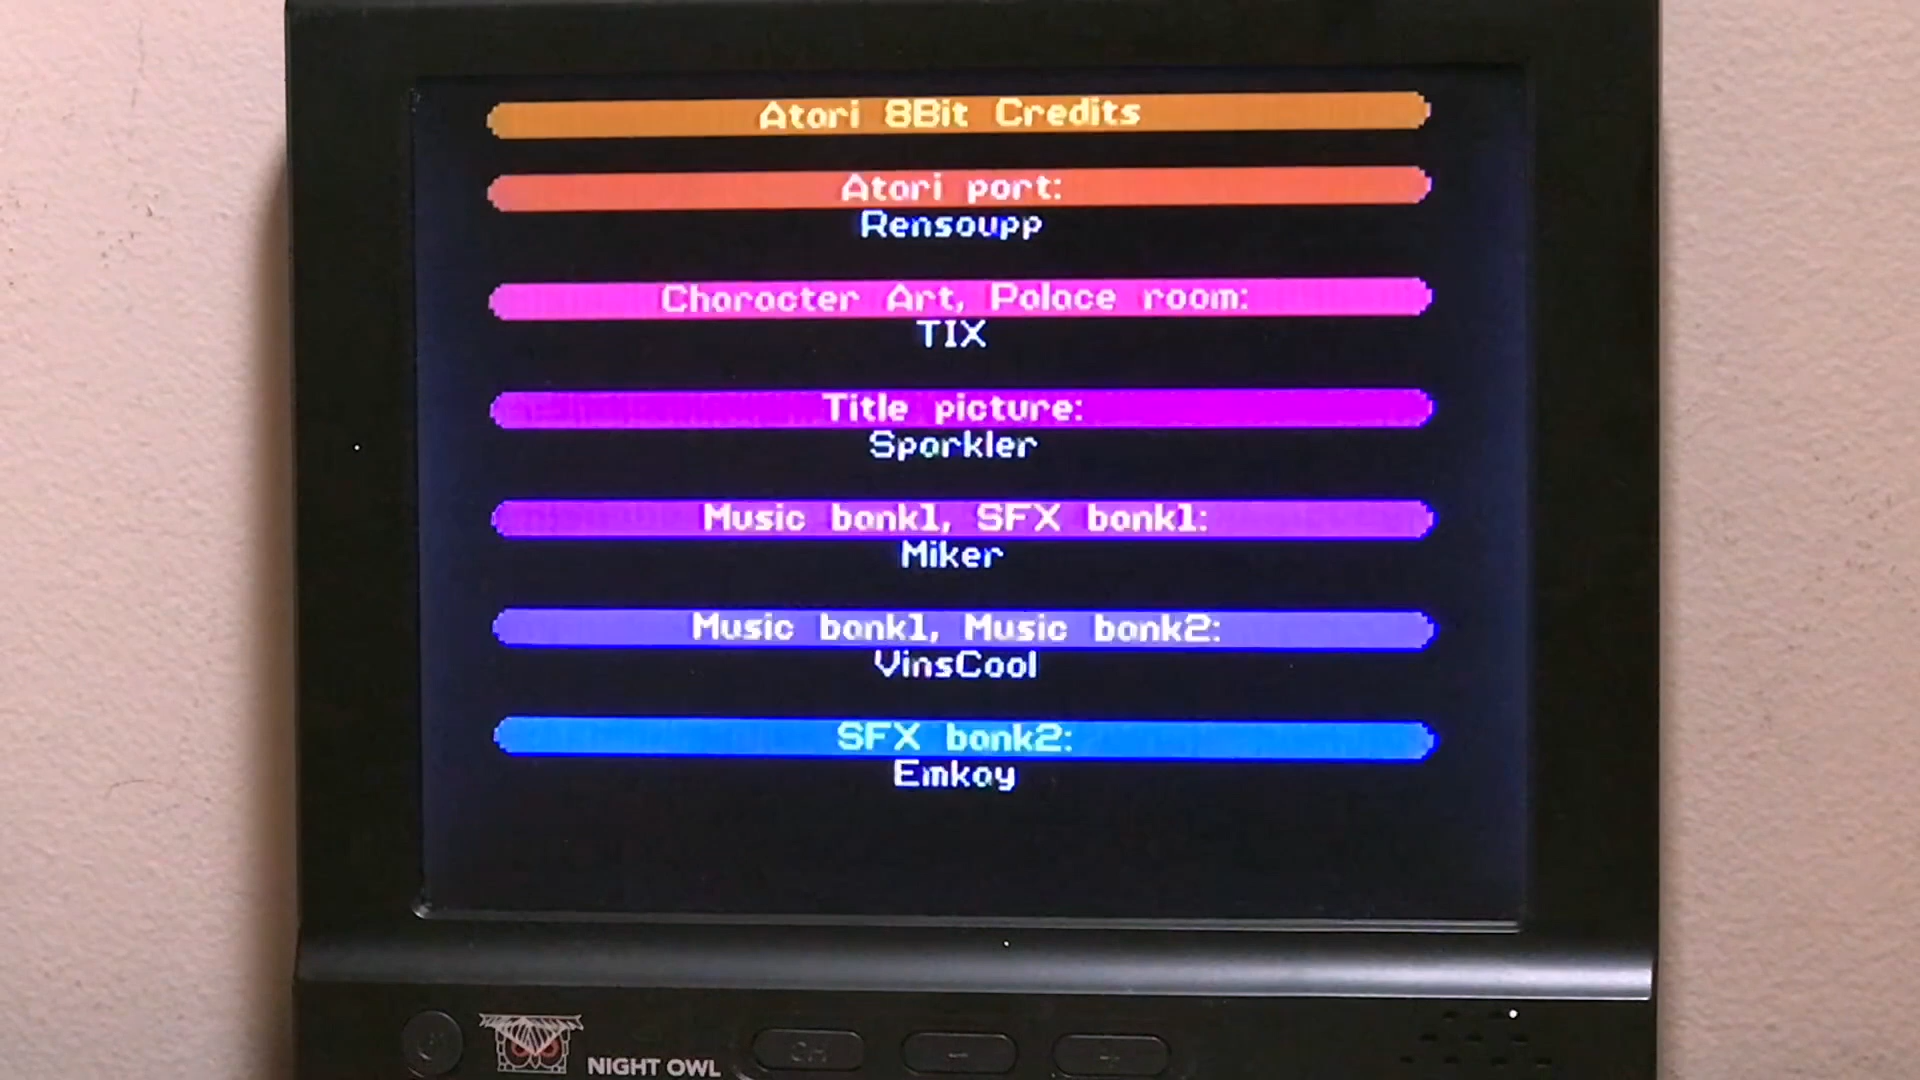 Atari 8Bit Credits
Atari port:
Rensoupp
Character Art, Palace room:
TIX
Title picture:
Sparkler
Music bank1, SFX bank1:
Miker
Music bank1, Music bank2:
VinsCool
SFX bank2:
Emkay
NIGHT OWL
CH
−
+